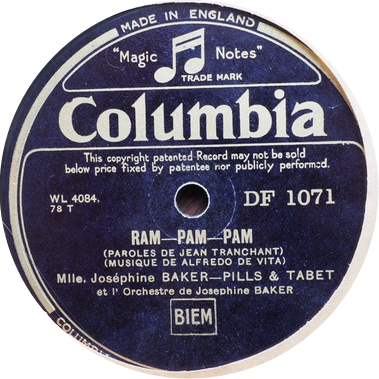 MADE IN ENGLAND
"Magic Notes"
TRADE MARK
Columbia
This copyright patented Record may not be sold
below price fixed by patentee nor publicly performed.
WL 4084.
78 T
DF 1071
RAM—PAM—PAM
(PAROLES DE JEAN TRANCHANT)
(MUSIQUE DE ALFREDO DE VITA)
Mlle. Joséphine BAKER—PILLS & TABET
et l'Orchestre de Josephine BAKER
BIEM